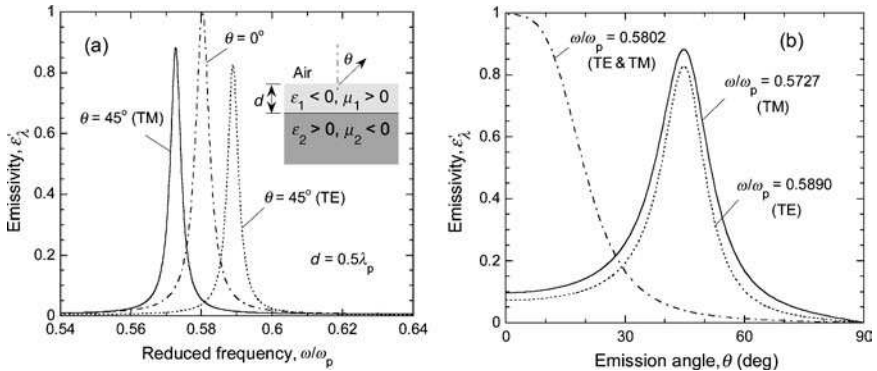 (a)
θ = 0°
Air
θ
d
ε₁ < 0, μ₁ > 0
ε₂ > 0, μ₂ < 0
θ = 45° (TM)
θ = 45° (TE)
d = 0.5λₚ
Emissivity, ε'λ
1
0.8
0.6
0.4
0.2
0
0.54 0.56 0.58 0.6 0.62 0.64
Reduced frequency, ω/ωₚ
(b)
ω/ωₚ = 0.5802
(TE & TM)
ω/ωₚ = 0.5727
(TM)
ω/ωₚ = 0.5890
(TE)
Emissivity, ε'λ
1
0.8
0.6
0.4
0.2
0
0 30 60 90
Emission angle, θ (deg)